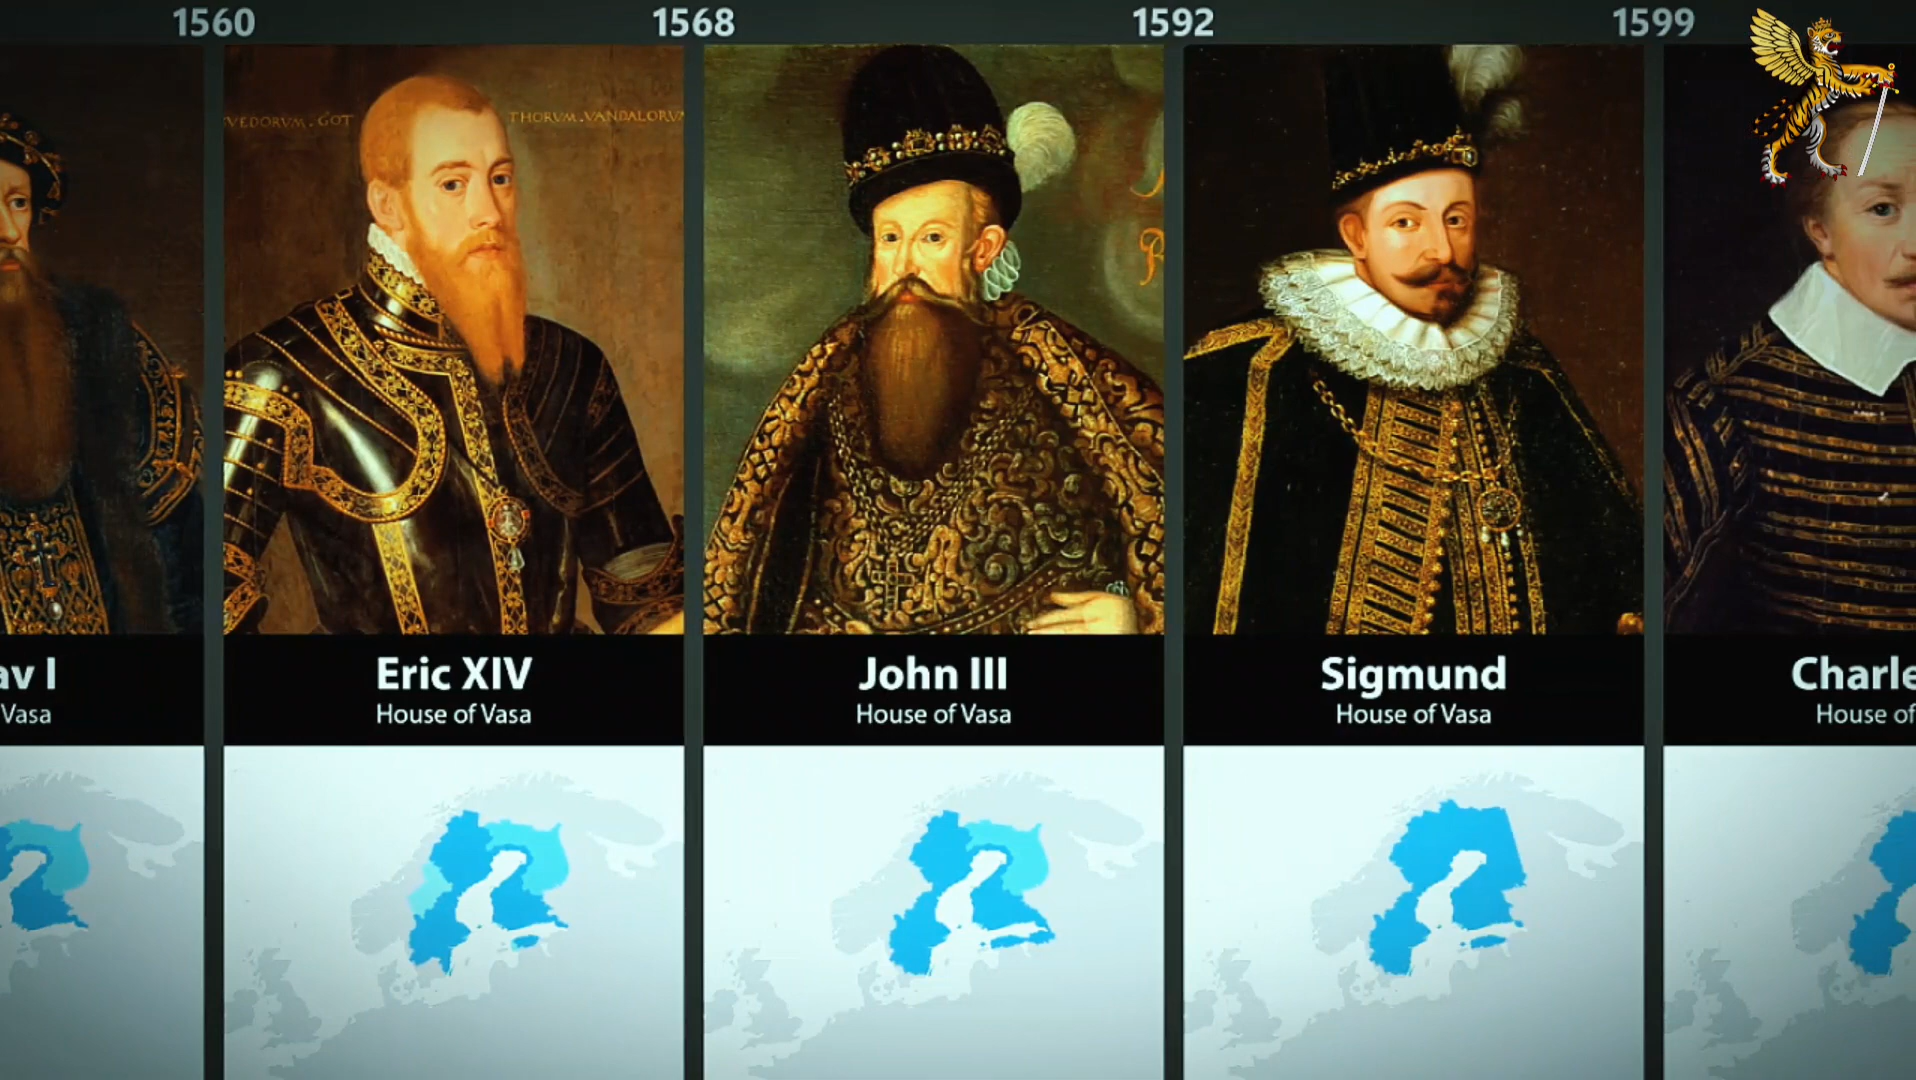 1560
1568
1592
1599
VEDORVM . GOT
THORVM . VANDALORV
av I
Vasa
Eric XIV
House of Vasa
John III
House of Vasa
Sigmund
House of Vasa
Charle
House of